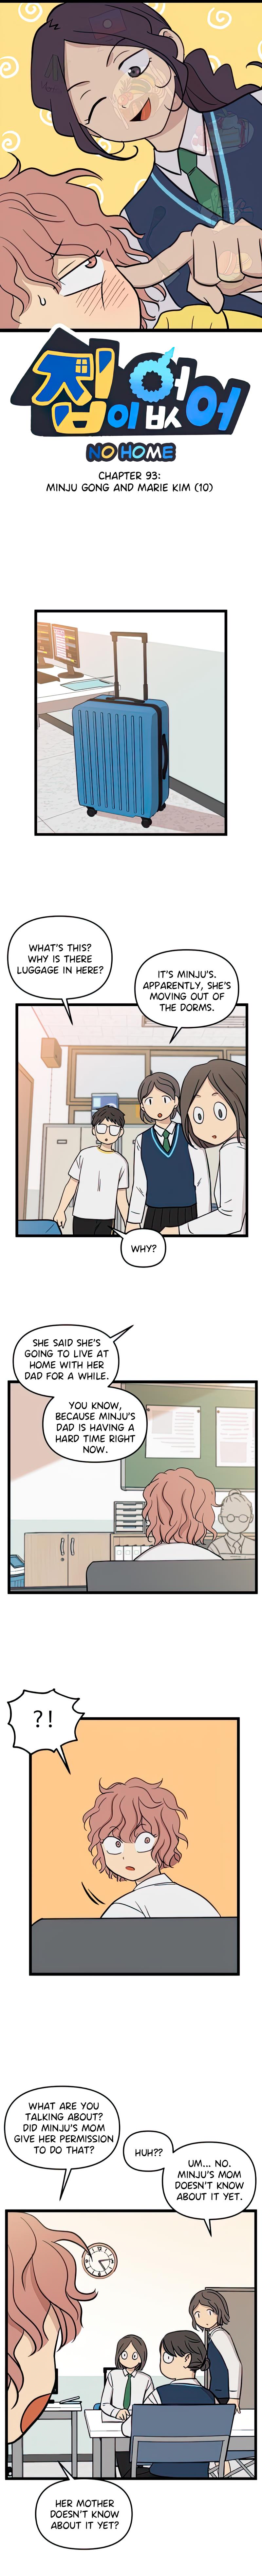 집이 없어
NO HOME
CHAPTER 93:
MINJU GONG AND MARIE KIM (10)
WHAT'S THIS?
WHY IS THERE
LUGGAGE IN HERE?
IT'S MINJU'S.
APPARENTLY, SHE'S
MOVING OUT OF
THE DORMS.
WHY?
SHE SAID SHE'S
GOING TO LIVE AT
HOME WITH HER
DAD FOR A WHILE.
YOU KNOW,
BECAUSE MINJU'S
DAD IS HAVING A
HARD TIME RIGHT
NOW.
?!
WHAT ARE YOU
TALKING ABOUT?
DID MINJU'S MOM
GIVE HER PERMISSION
TO DO THAT?
HUH??
UM... NO.
MINJU'S MOM
DOESN'T KNOW
ABOUT IT YET.
HER MOTHER
DOESN'T KNOW
ABOUT IT YET?